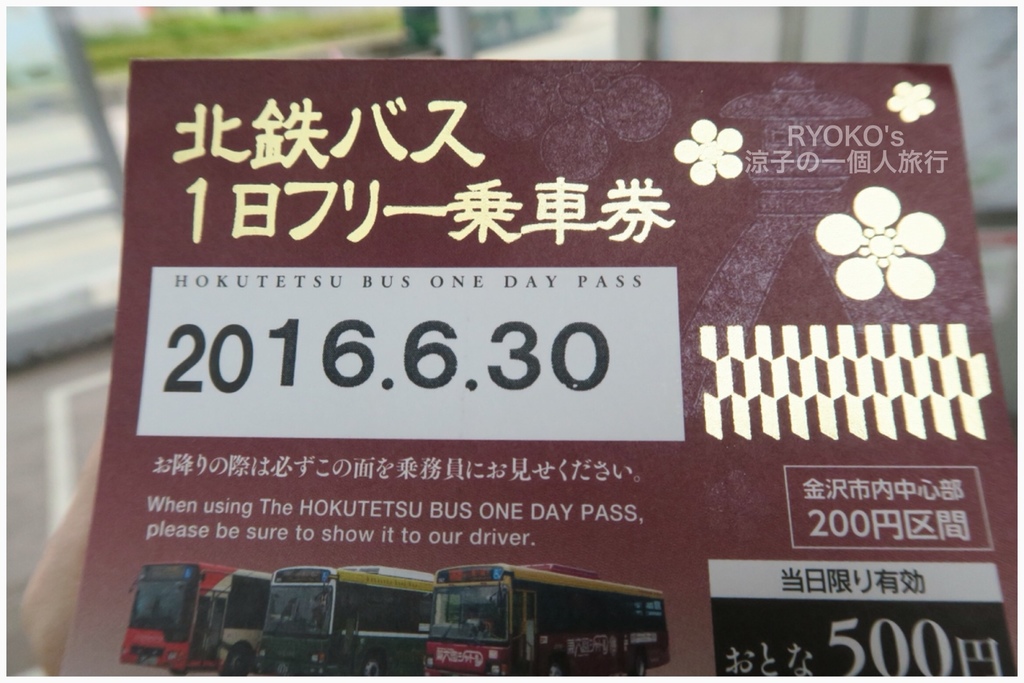 北鉄バス
1日フリー乗車券
RYOKO's
涼子の一個人旅行
HOKUTETSU BUS ONE DAY PASS
2016.6.30
お降りの際は必ずこの面を乗務員にお見せください。
When using The HOKUTETSU BUS ONE DAY PASS,
please be sure to show it to our driver.
金沢市内中心部
200円区間
当日限り有効
おとな500円